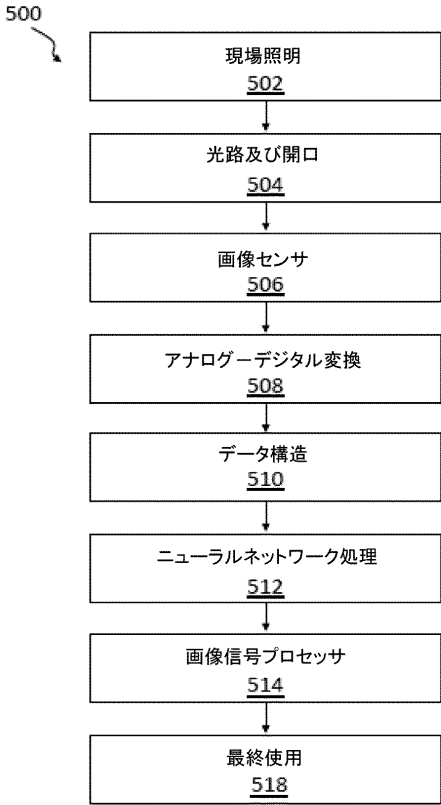 500
現場照明
502
光路及び開口
504
画像センサ
506
アナログ－デジタル変換
508
データ構造
510
ニューラルネットワーク処理
512
画像信号プロセッサ
514
最終使用
518